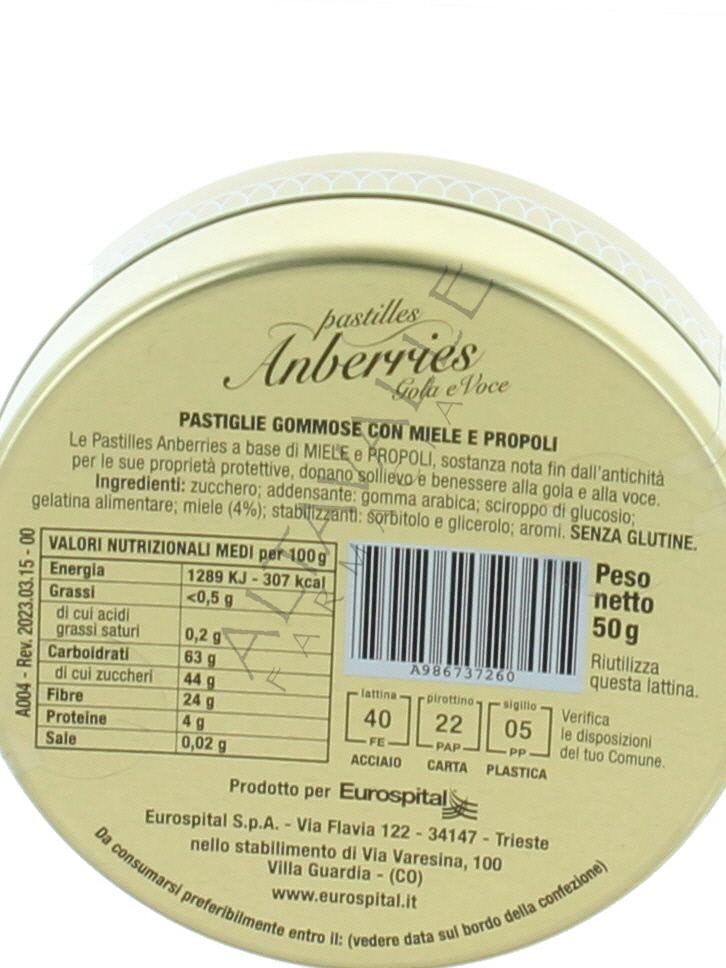 pastilles
Anberries
Gola e Voce
PASTIGLIE GOMMOSE CON MIELE E PROPOLI
Le Pastilles Anberries a base di MIELE e PROPOLI, sostanza nota fin dall'antichità
per le sue proprietà protettive, donano sollievo e benessere alla gola e alla voce.
Ingredienti: zucchero; addensante: gomma arabica; sciroppo di glucosio;
gelatina alimentare; miele (4%); stabilizzanti: sorbitolo e glicerolo; aromi. SENZA GLUTINE.
A004 - Rev. 2023.03.15 - 00
VALORI NUTRIZIONALI MEDI per 100 g
Energia 1289 KJ - 307 kcal
Grassi <0,5 g
di cui acidi
grassi saturi 0,2 g
Carboidrati 63 g
di cui zuccheri 44 g
Fibre 24 g
Proteine 4 g
Sale 0,02 g
A986737260
Peso
netto
50 g
Riutilizza
questa lattina.
lattina 40 FE ACCIAIO
pirottino 22 PAP CARTA
sigillo 05 PP PLASTICA
Verifica
le disposizioni
del tuo Comune.
Prodotto per Eurospital
Eurospital S.p.A. - Via Flavia 122 - 34147 - Trieste
nello stabilimento di Via Varesina, 100
Villa Guardia - (CO)
www.eurospital.it
Da consumarsi preferibilmente entro il: (vedere data sul bordo della confezione)
ALTAVALLE
FARMACIA